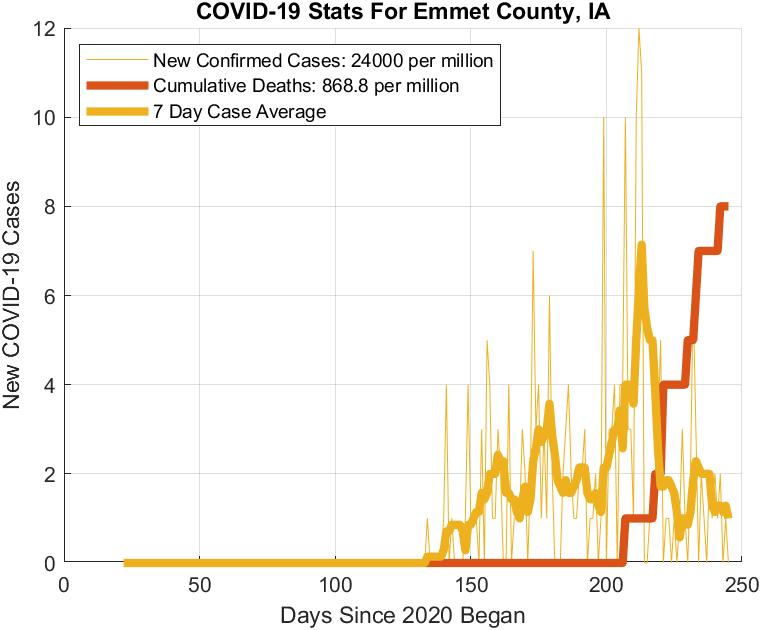 COVID-19 Stats For Emmet County, IA
New Confirmed Cases: 24000 per million
Cumulative Deaths: 868.8 per million
7 Day Case Average
New COVID-19 Cases
12
10
8
6
4
2
0
0 50 100 150 200 250
Days Since 2020 Began